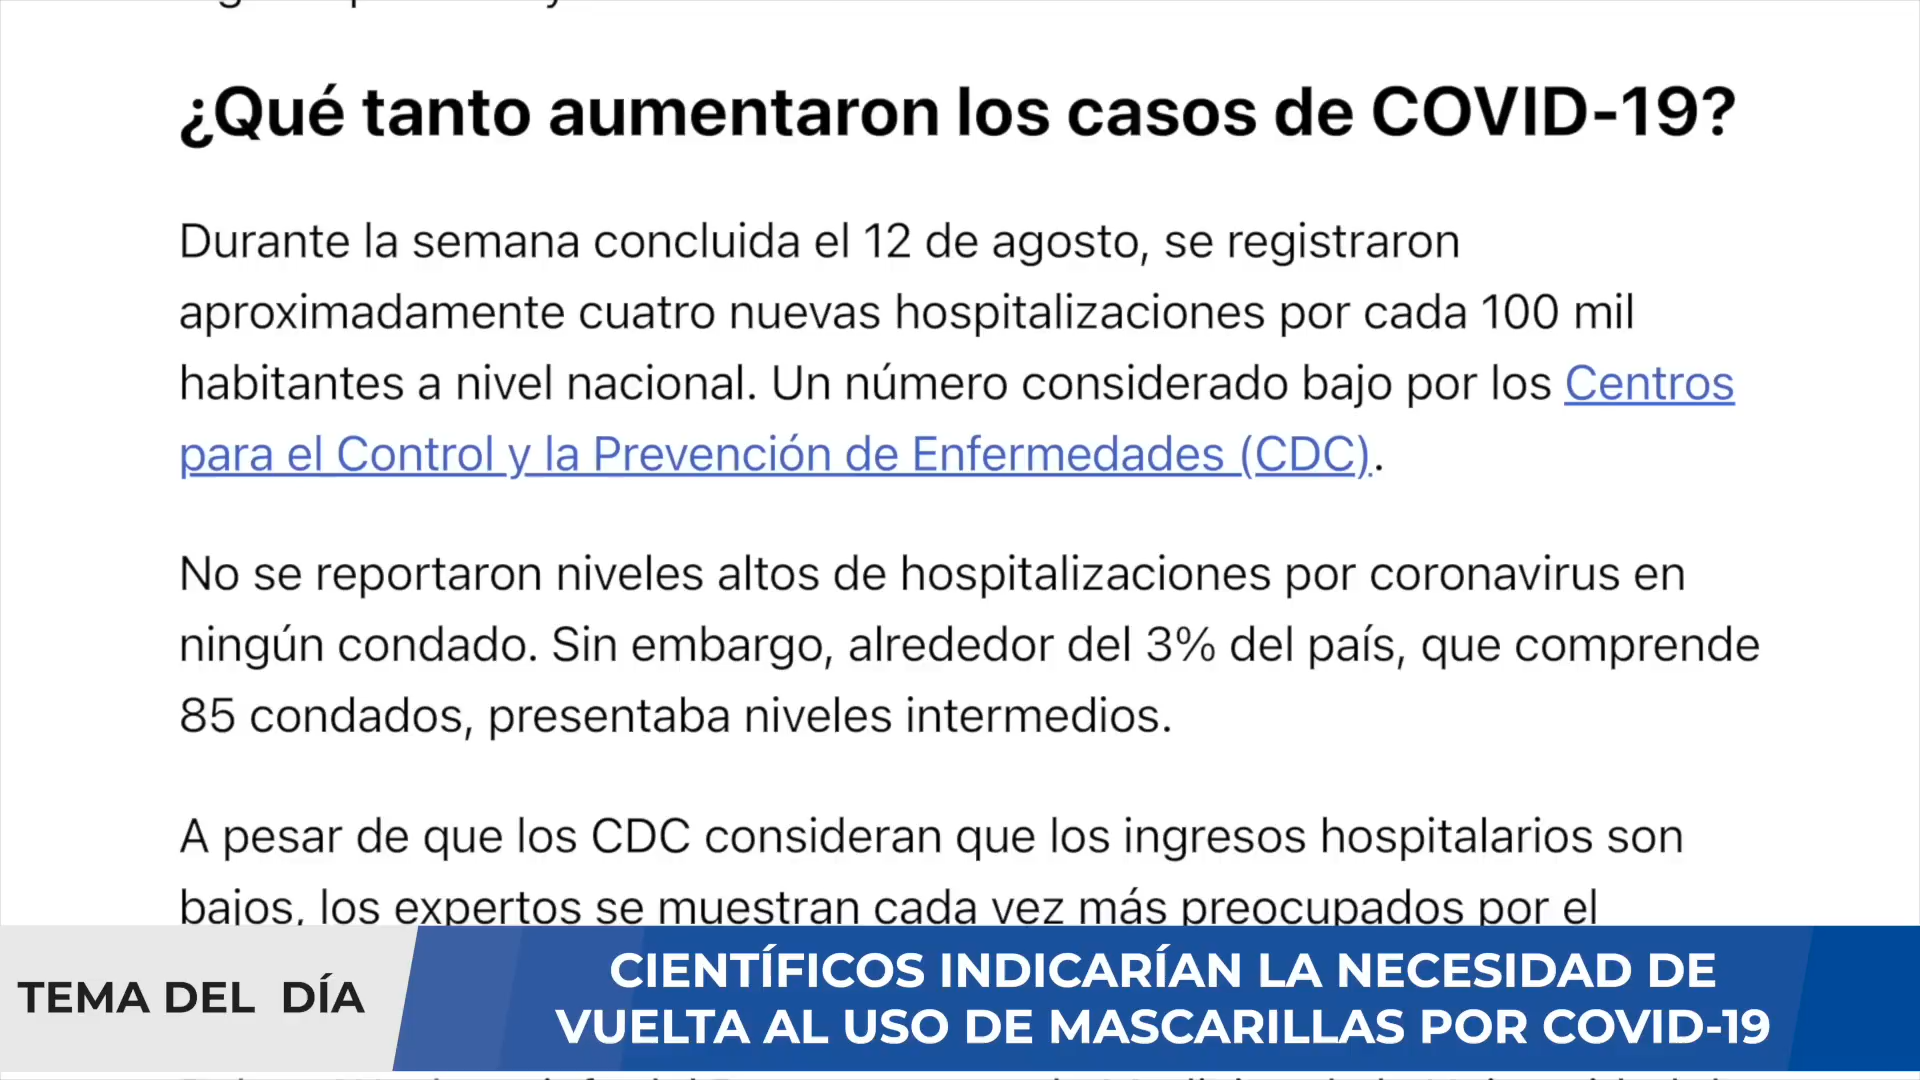 ¿Qué tanto aumentaron los casos de COVID-19?
Durante la semana concluida el 12 de agosto, se registraron
aproximadamente cuatro nuevas hospitalizaciones por cada 100 mil
habitantes a nivel nacional. Un número considerado bajo por los Centros
para el Control y la Prevención de Enfermedades (CDC).
No se reportaron niveles altos de hospitalizaciones por coronavirus en
ningún condado. Sin embargo, alrededor del 3% del país, que comprende
85 condados, presentaba niveles intermedios.
A pesar de que los CDC consideran que los ingresos hospitalarios son
bajos, los expertos se muestran cada vez más preocupados por el
TEMA DEL DÍA
CIENTÍFICOS INDICARÍAN LA NECESIDAD DE
VUELTA AL USO DE MASCARILLAS POR COVID-19